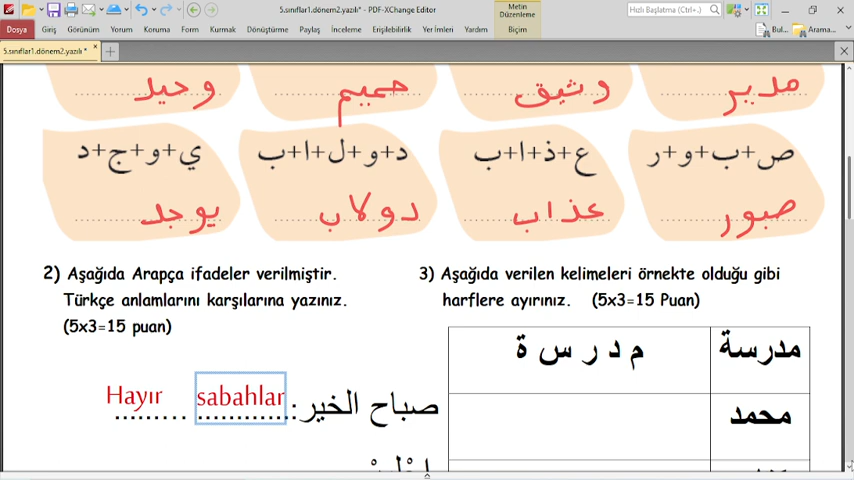 5.sınıflar1.dönem2.yazılı * - PDF-XChange Editor
Metin Düzenleme
Hızlı Başlatma (Ctrl+.)
Dosya Giriş Görünüm Yorum Koruma Form Kurmak Dönüştürme Paylaş İnceleme Erişilebilirlik Yer İmleri Yardım Biçim
Bul... Arama...
5.sınıflar1.dönem2.yazılı *
مدير وثيق حميم وحيد
ص+ب+و+ر ع+ذ+ا+ب د+و+ل+ا+ب ي+و+ج+د
صبور عذاب دولاب يوجد
2) Aşağıda Arapça ifadeler verilmiştir.
Türkçe anlamlarını karşılarına yazınız.
(5x3=15 puan)
صباح الخير: sabahlar Hayır
3) Aşağıda verilen kelimeleri örnekte olduğu gibi
harflere ayırınız. (5x3=15 Puan)
مدرسة م د ر س ة
محمد